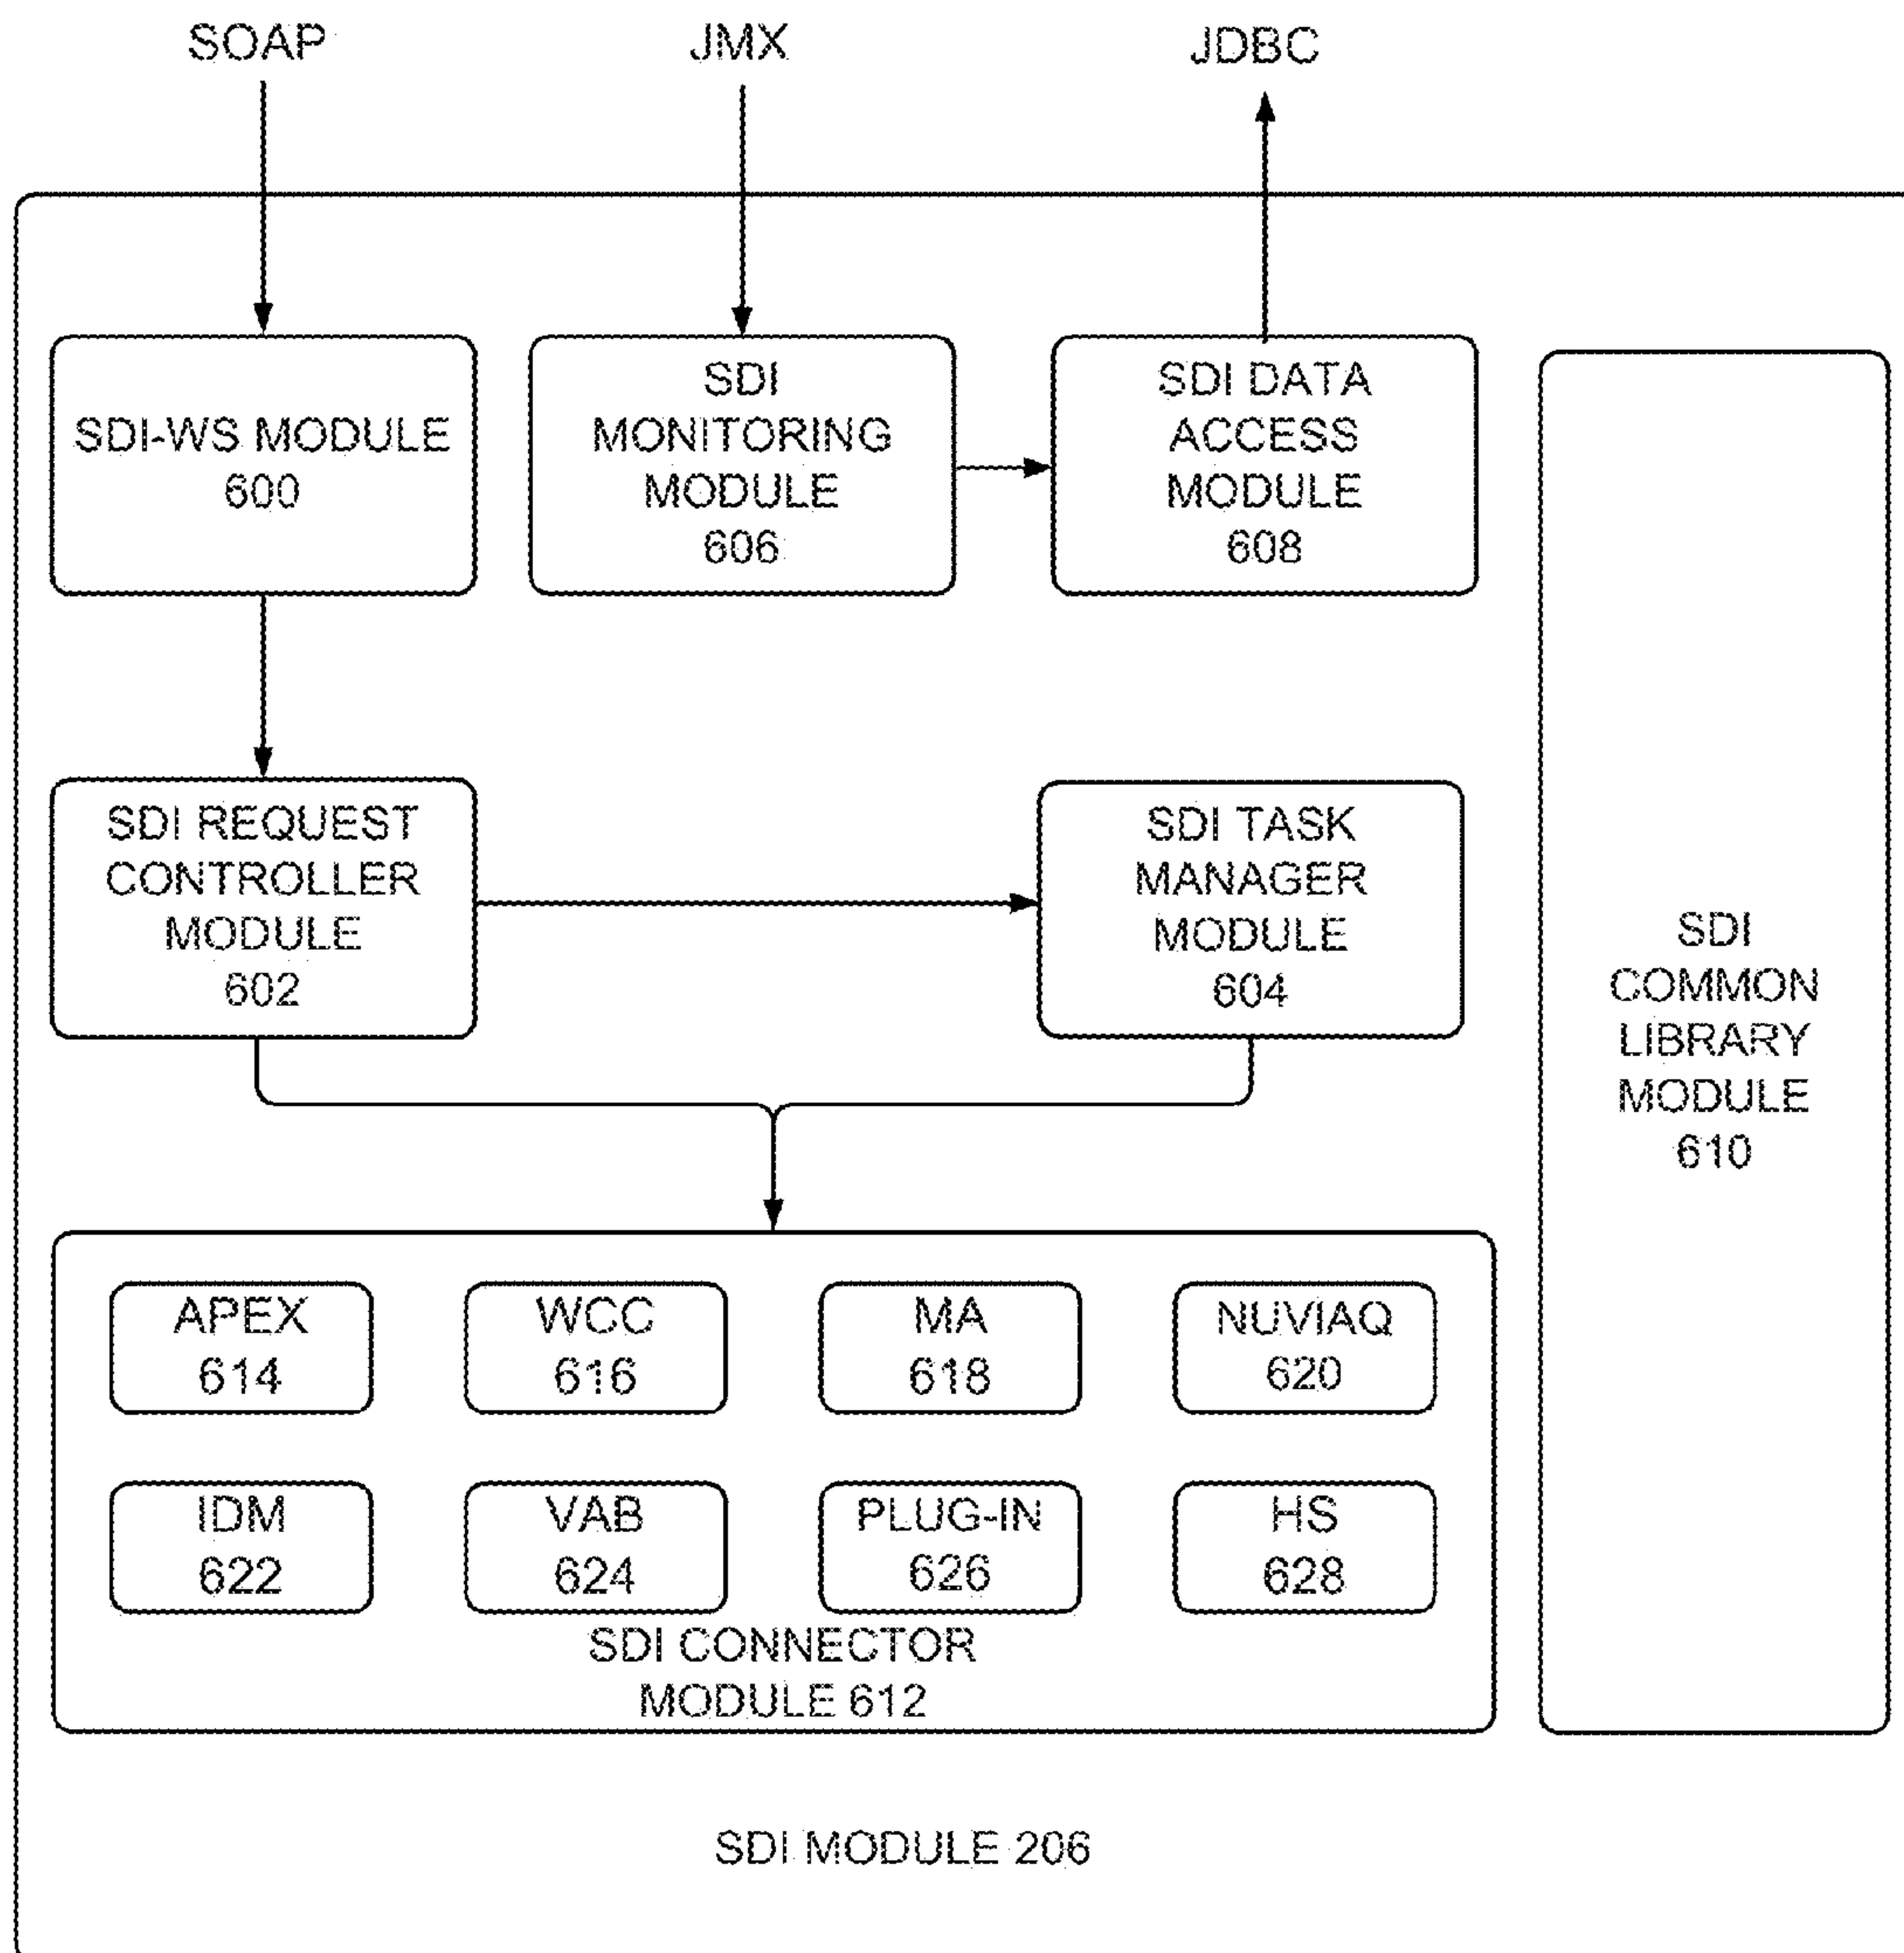 SOAP
JMX
JDBC
SDI-WS MODULE
600
SDI
MONITORING
MODULE
606
SDI DATA
ACCESS
MODULE
608
SDI REQUEST
CONTROLLER
MODULE
602
SDI TASK
MANAGER
MODULE
604
SDI
COMMON
LIBRARY
MODULE
610
APEX
614
WCC
616
MA
618
NUVIAQ
620
IDM
622
VAB
624
PLUG-IN
626
HS
628
SDI CONNECTOR
MODULE 612
SDI MODULE 206